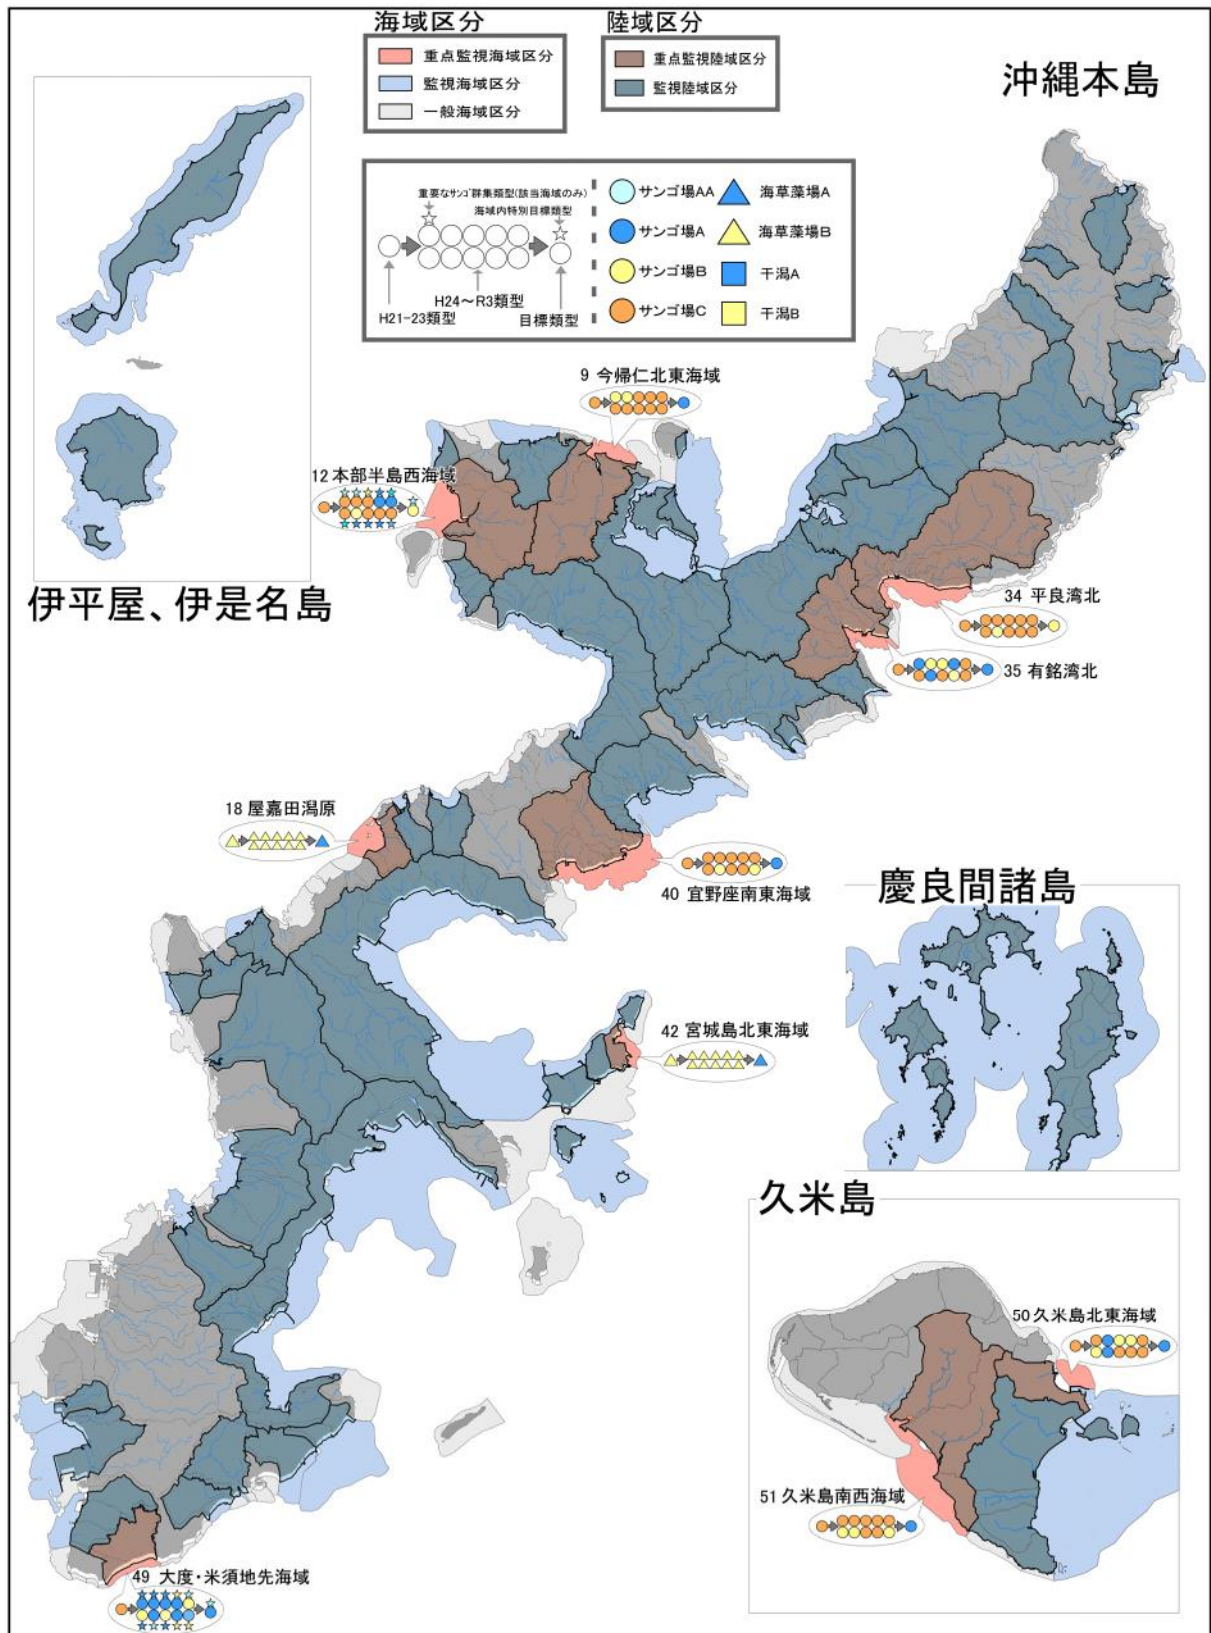 海域区分
重点監視海域区分
監視海域区分
一般海域区分
陸域区分
重点監視陸域区分
監視陸域区分
沖縄本島
重要なサンゴ群集類型(該当海域のみ)
海域内特別目標類型
H24～R3類型
H21-23類型
目標類型
サンゴ場AA
サンゴ場A
サンゴ場B
サンゴ場C
海草藻場A
海草藻場B
干潟A
干潟B
9 今帰仁北東海域
12 本部半島西海域
伊平屋、伊是名島
34 平良湾北
35 有銘湾北
18 屋嘉田潟原
40 宜野座南東海域
慶良間諸島
42 宮城島北東海域
久米島
50 久米島北東海域
51 久米島南西海域
49 大度・米須地先海域